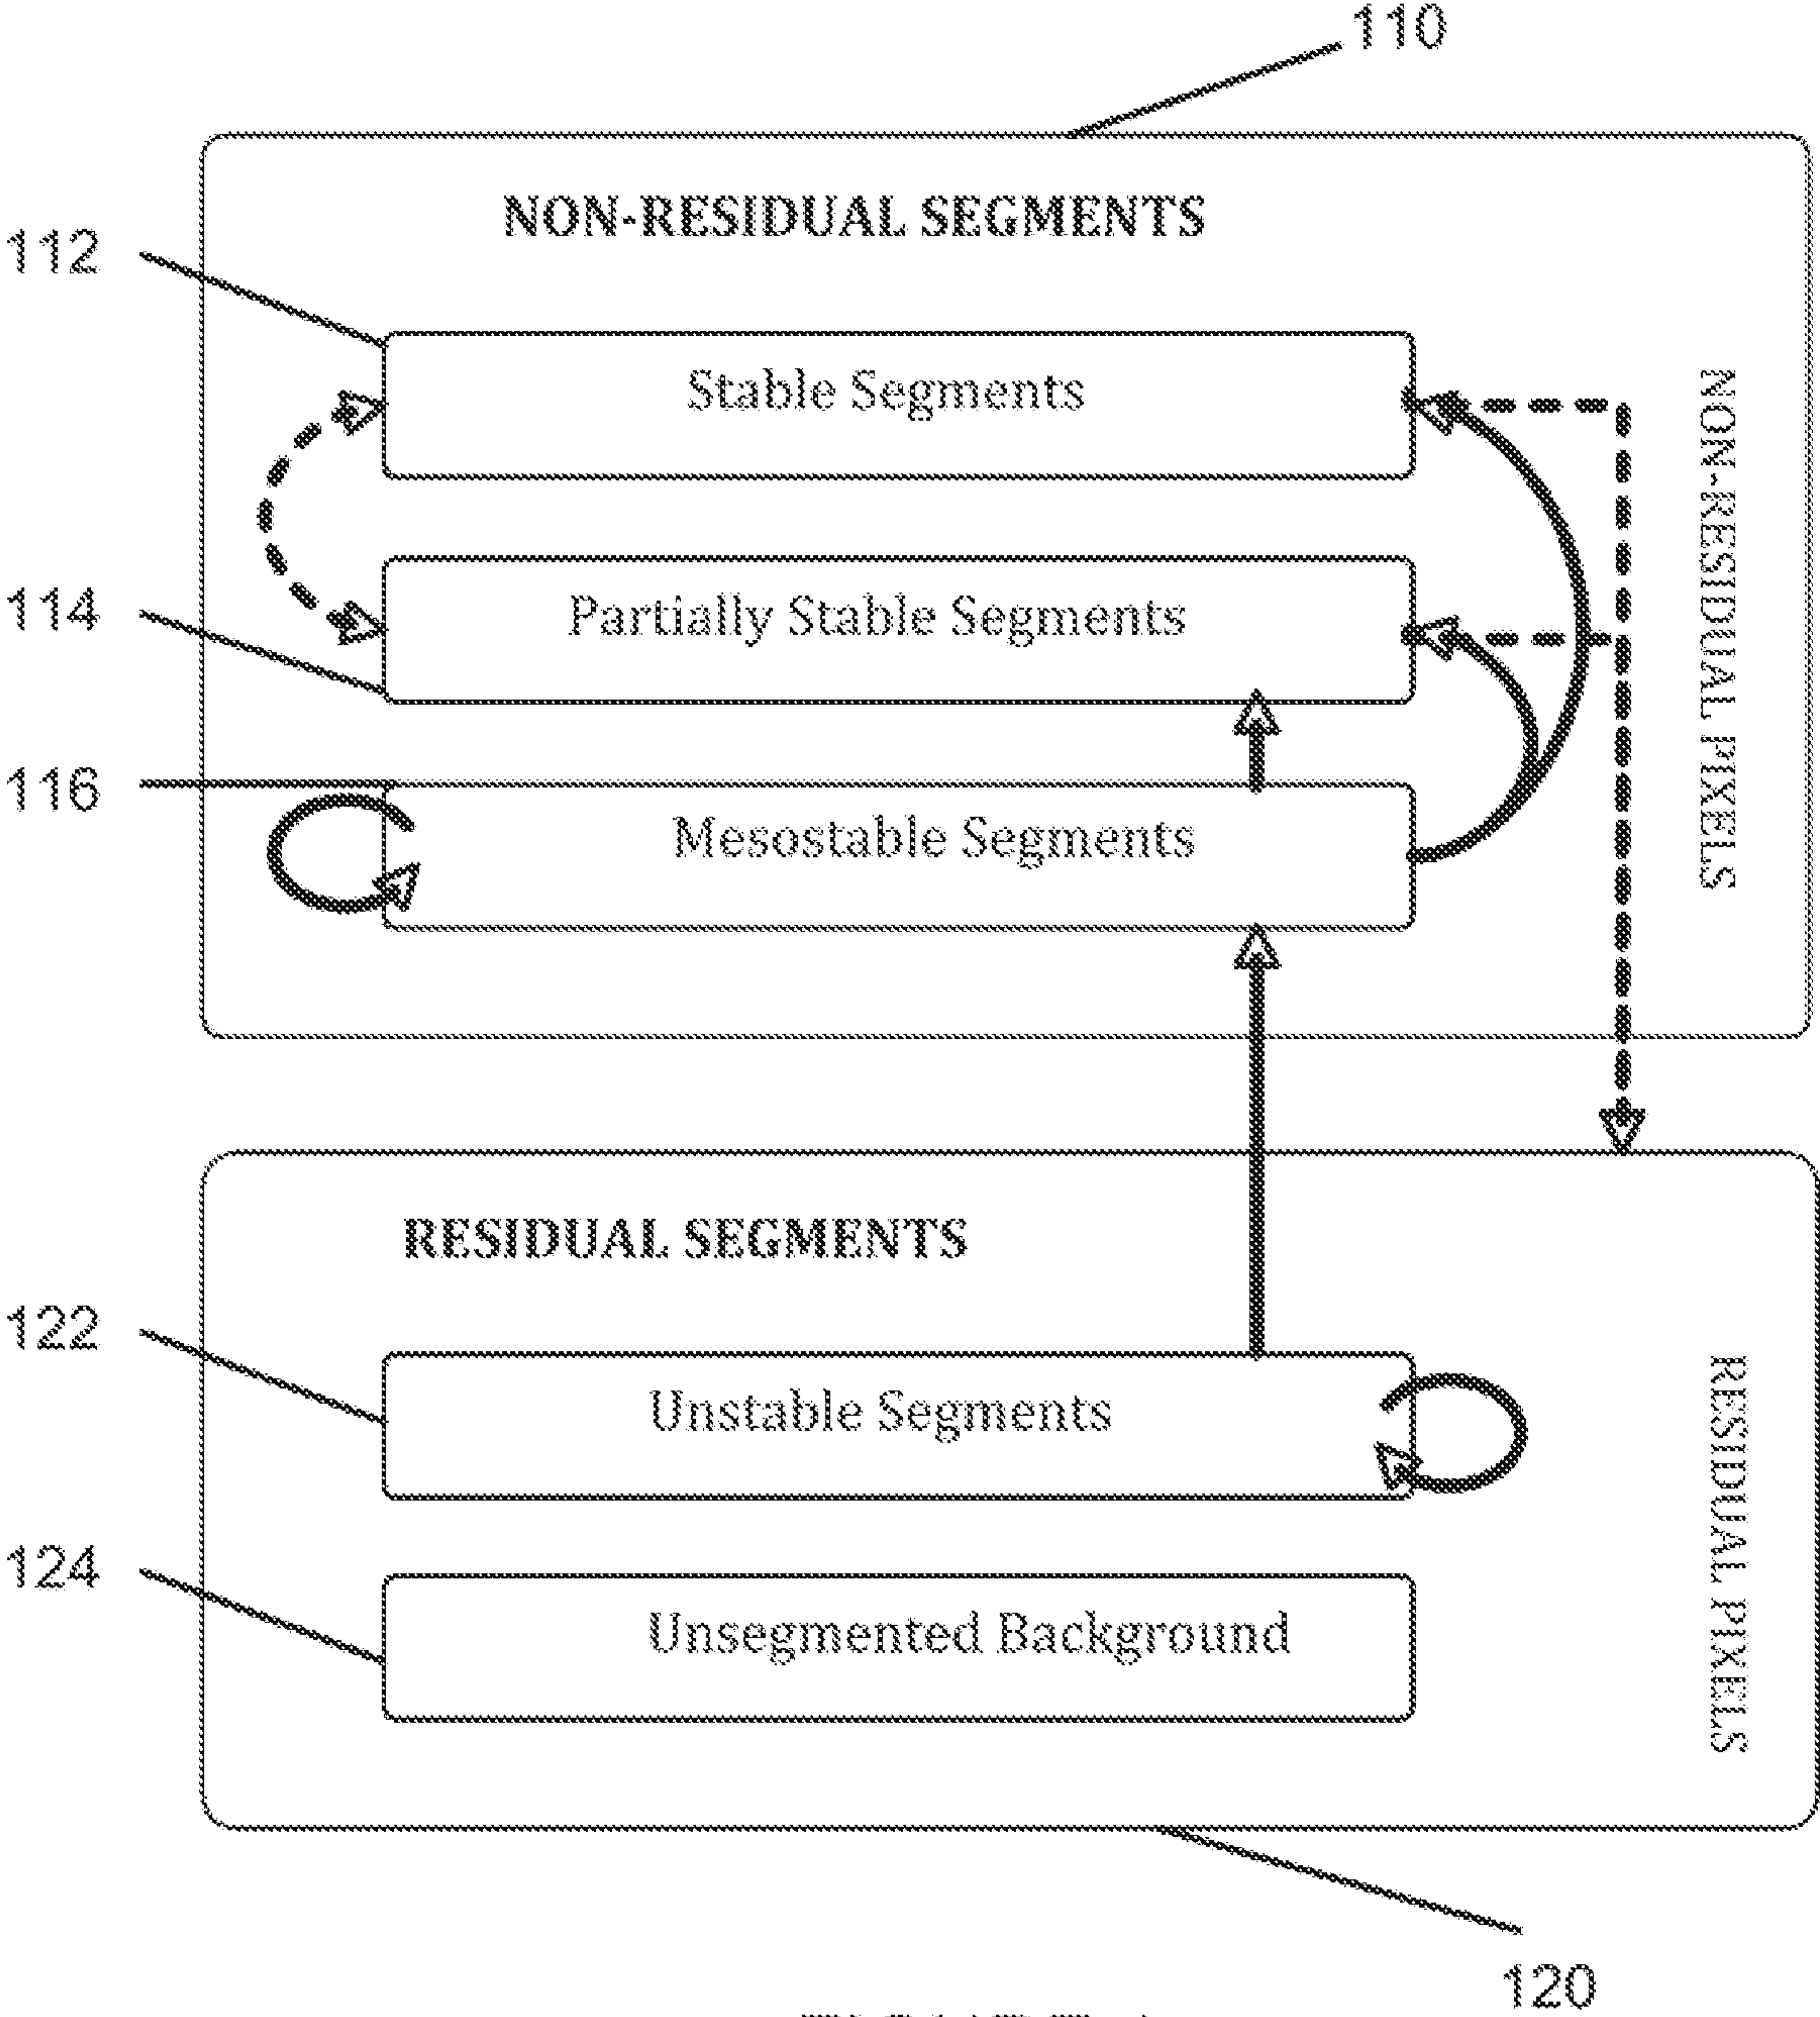 110
NON-RESIDUAL SEGMENTS
112
Stable Segments
NON-RESIDUAL PIXELS
114
Partially Stable Segments
116
Mesostable Segments
RESIDUAL SEGMENTS
122
Unstable Segments
RESIDUAL PIXELS
124
Unsegmented Background
120